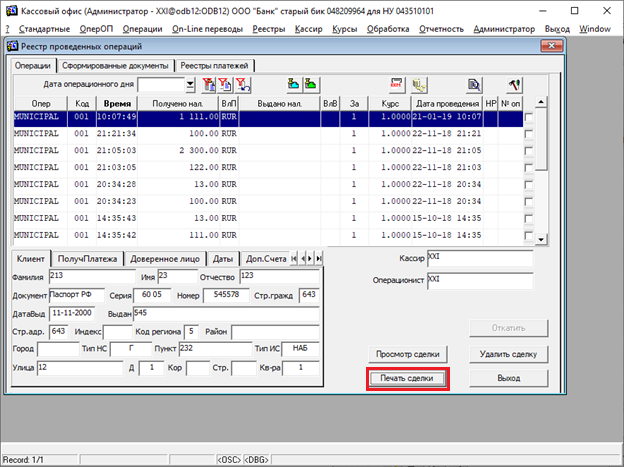 Кассовый офис (Администратор - XXI@odb12:ODB12) ООО "Банк" старый бик 048209964 для НУ 043510101
? Стандартные ОперОП Операции On-Line переводы Реестры Кассир Курсы Обработка Отчетность Администратор Выход Window
Реестр проведенных операций
Операции Сформированные документы Реестры платежей
Дата операционного дня
Опер Код Время Получено нал. ВлП Выдано нал. ВлВ За Курс Дата проведения НР № оп
MUNICIPAL 001 10:07:49 1 111.00 RUR 1 1.0000 21-01-19 10:07
MUNICIPAL 001 21:21:34 100.00 RUR 1 1.0000 22-11-18 21:21
MUNICIPAL 001 21:05:03 2 300.00 RUR 1 1.0000 22-11-18 21:05
MUNICIPAL 001 21:03:05 122.00 RUR 1 1.0000 22-11-18 21:03
MUNICIPAL 001 20:34:28 13.00 RUR 1 1.0000 22-11-18 20:34
MUNICIPAL 001 20:34:23 100.00 RUR 1 1.0000 22-11-18 20:34
MUNICIPAL 001 14:35:43 13.00 RUR 1 1.0000 15-10-18 14:35
MUNICIPAL 001 14:35:42 111.00 RUR 1 1.0000 15-10-18 14:35
Клиент ПолучПлатежа Доверенное лицо Даты Доп.Счета
Кассир XXI
Операционист XXI
Фамилия 213 Имя 23 Отчество 123
Документ Паспорт РФ Серия 60 05 Номер 545578 Стр.гражд 643
ДатаВыд 11-11-2000 Выдан 545
Стр.адр. 643 Индекс Код региона 5 Район
Город Тип НС Г Пункт 232 Тип ИС НАБ
Улица 12 Д 1 Кор Стр. Кв-ра 1
Откатить
Просмотр сделки Удалить сделку
Печать сделки Выход
Record: 1/1 <OSC> <DBG>